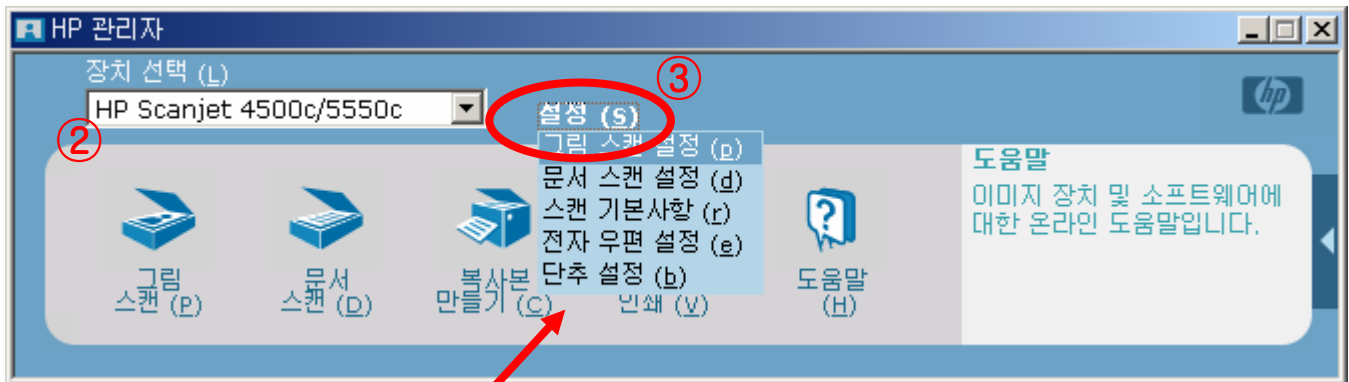 HP 관리자
장치 선택 (L)
③
HP Scanjet 4500c/5550c
설정 (S)
hp
②
그림 스캔 설정 (p)
문서 스캔 설정 (d)
스캔 기본사항 (r)
전자 우편 설정 (e)
단추 설정 (b)
도움말
이미지 장치 및 소프트웨어에
대한 온라인 도움말입니다.
그림
스캔 (P)
문서
스캔 (D)
복사본
만들기 (C)
인쇄 (V)
도움말
(H)